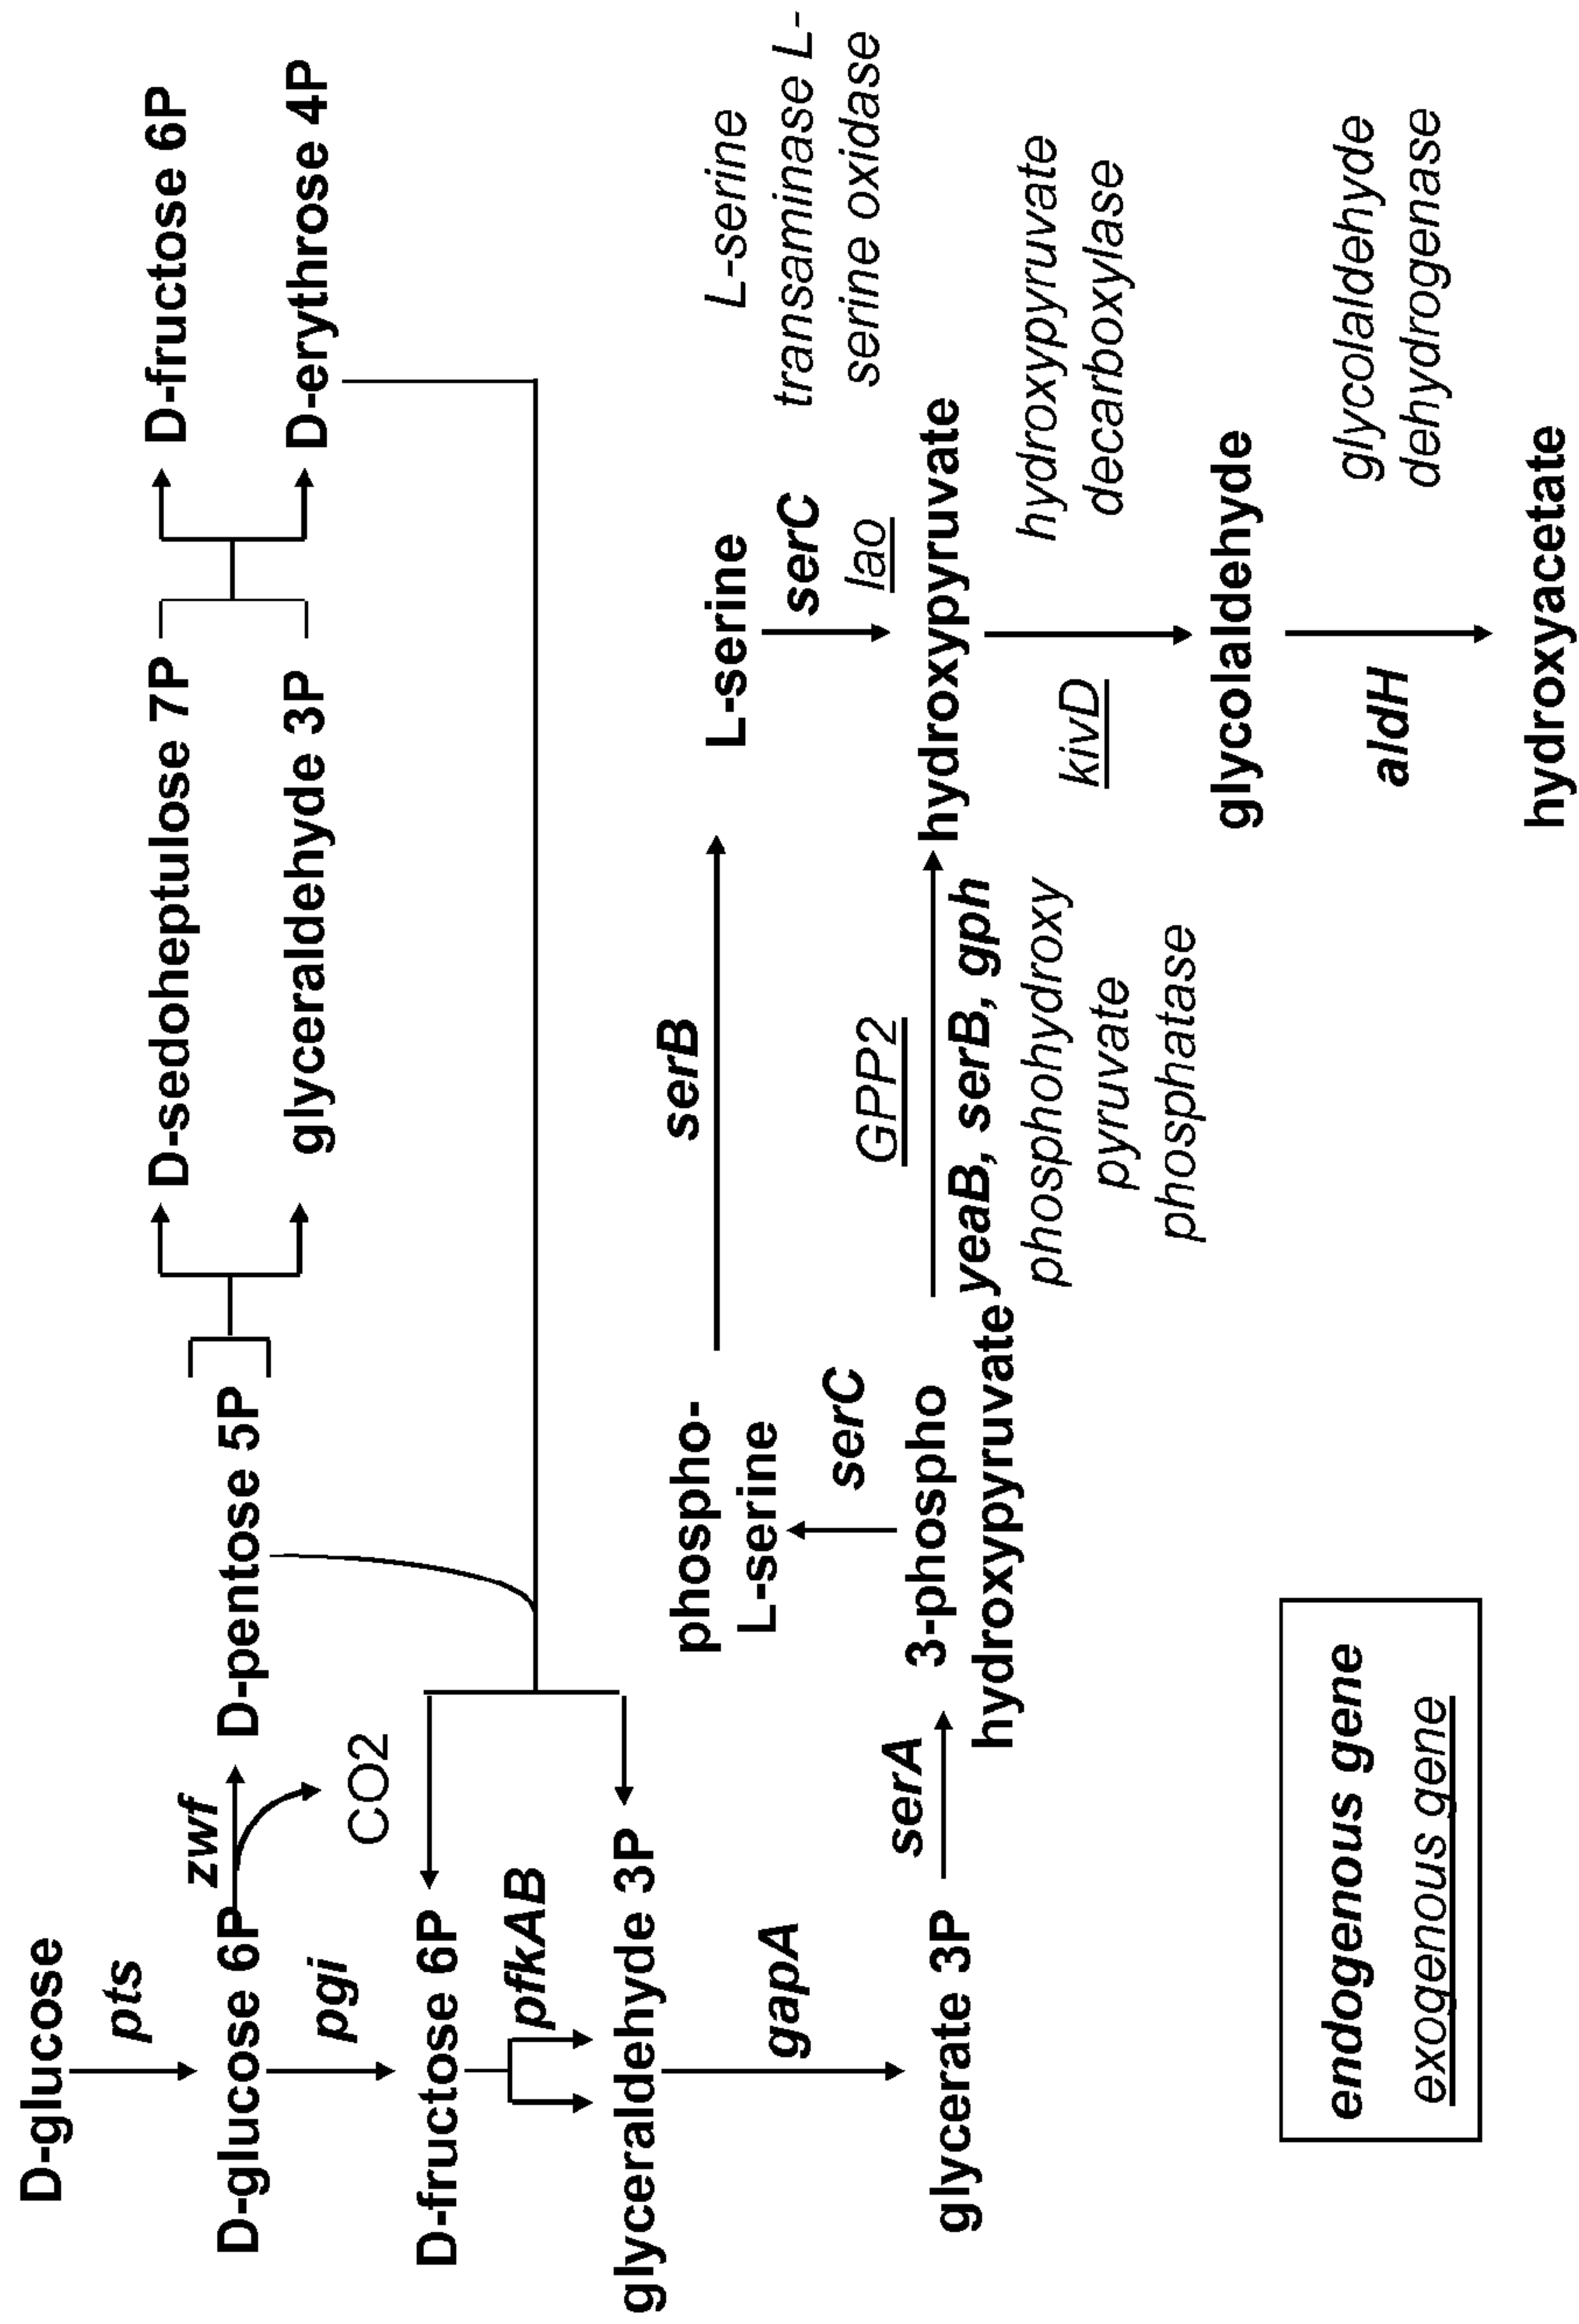 D-glucose
pts
D-glucose 6P
zwf
CO2
D-pentose 5P
D-sedoheptulose 7P
glyceraldehyde 3P
D-fructose 6P
D-erythrose 4P
pgi
D-fructose 6P
pfkAB
glyceraldehyde 3P
gapA
glycerate 3P
serA
3-phospho
hydroxypyruvate
serC
phospho-
L-serine
serB
L-serine
serC
lao
L-serine
transaminase L-
serine oxidase
GPP2
yeaB, serB, gph
phosphohydroxy
pyruvate
phosphatase
hydroxypyruvate
kivD
hydroxypyruvate
decarboxylase
glycolaldehyde
aldH
glycolaldehyde
dehydrogenase
hydroxyacetate
endogenous gene
exogenous gene